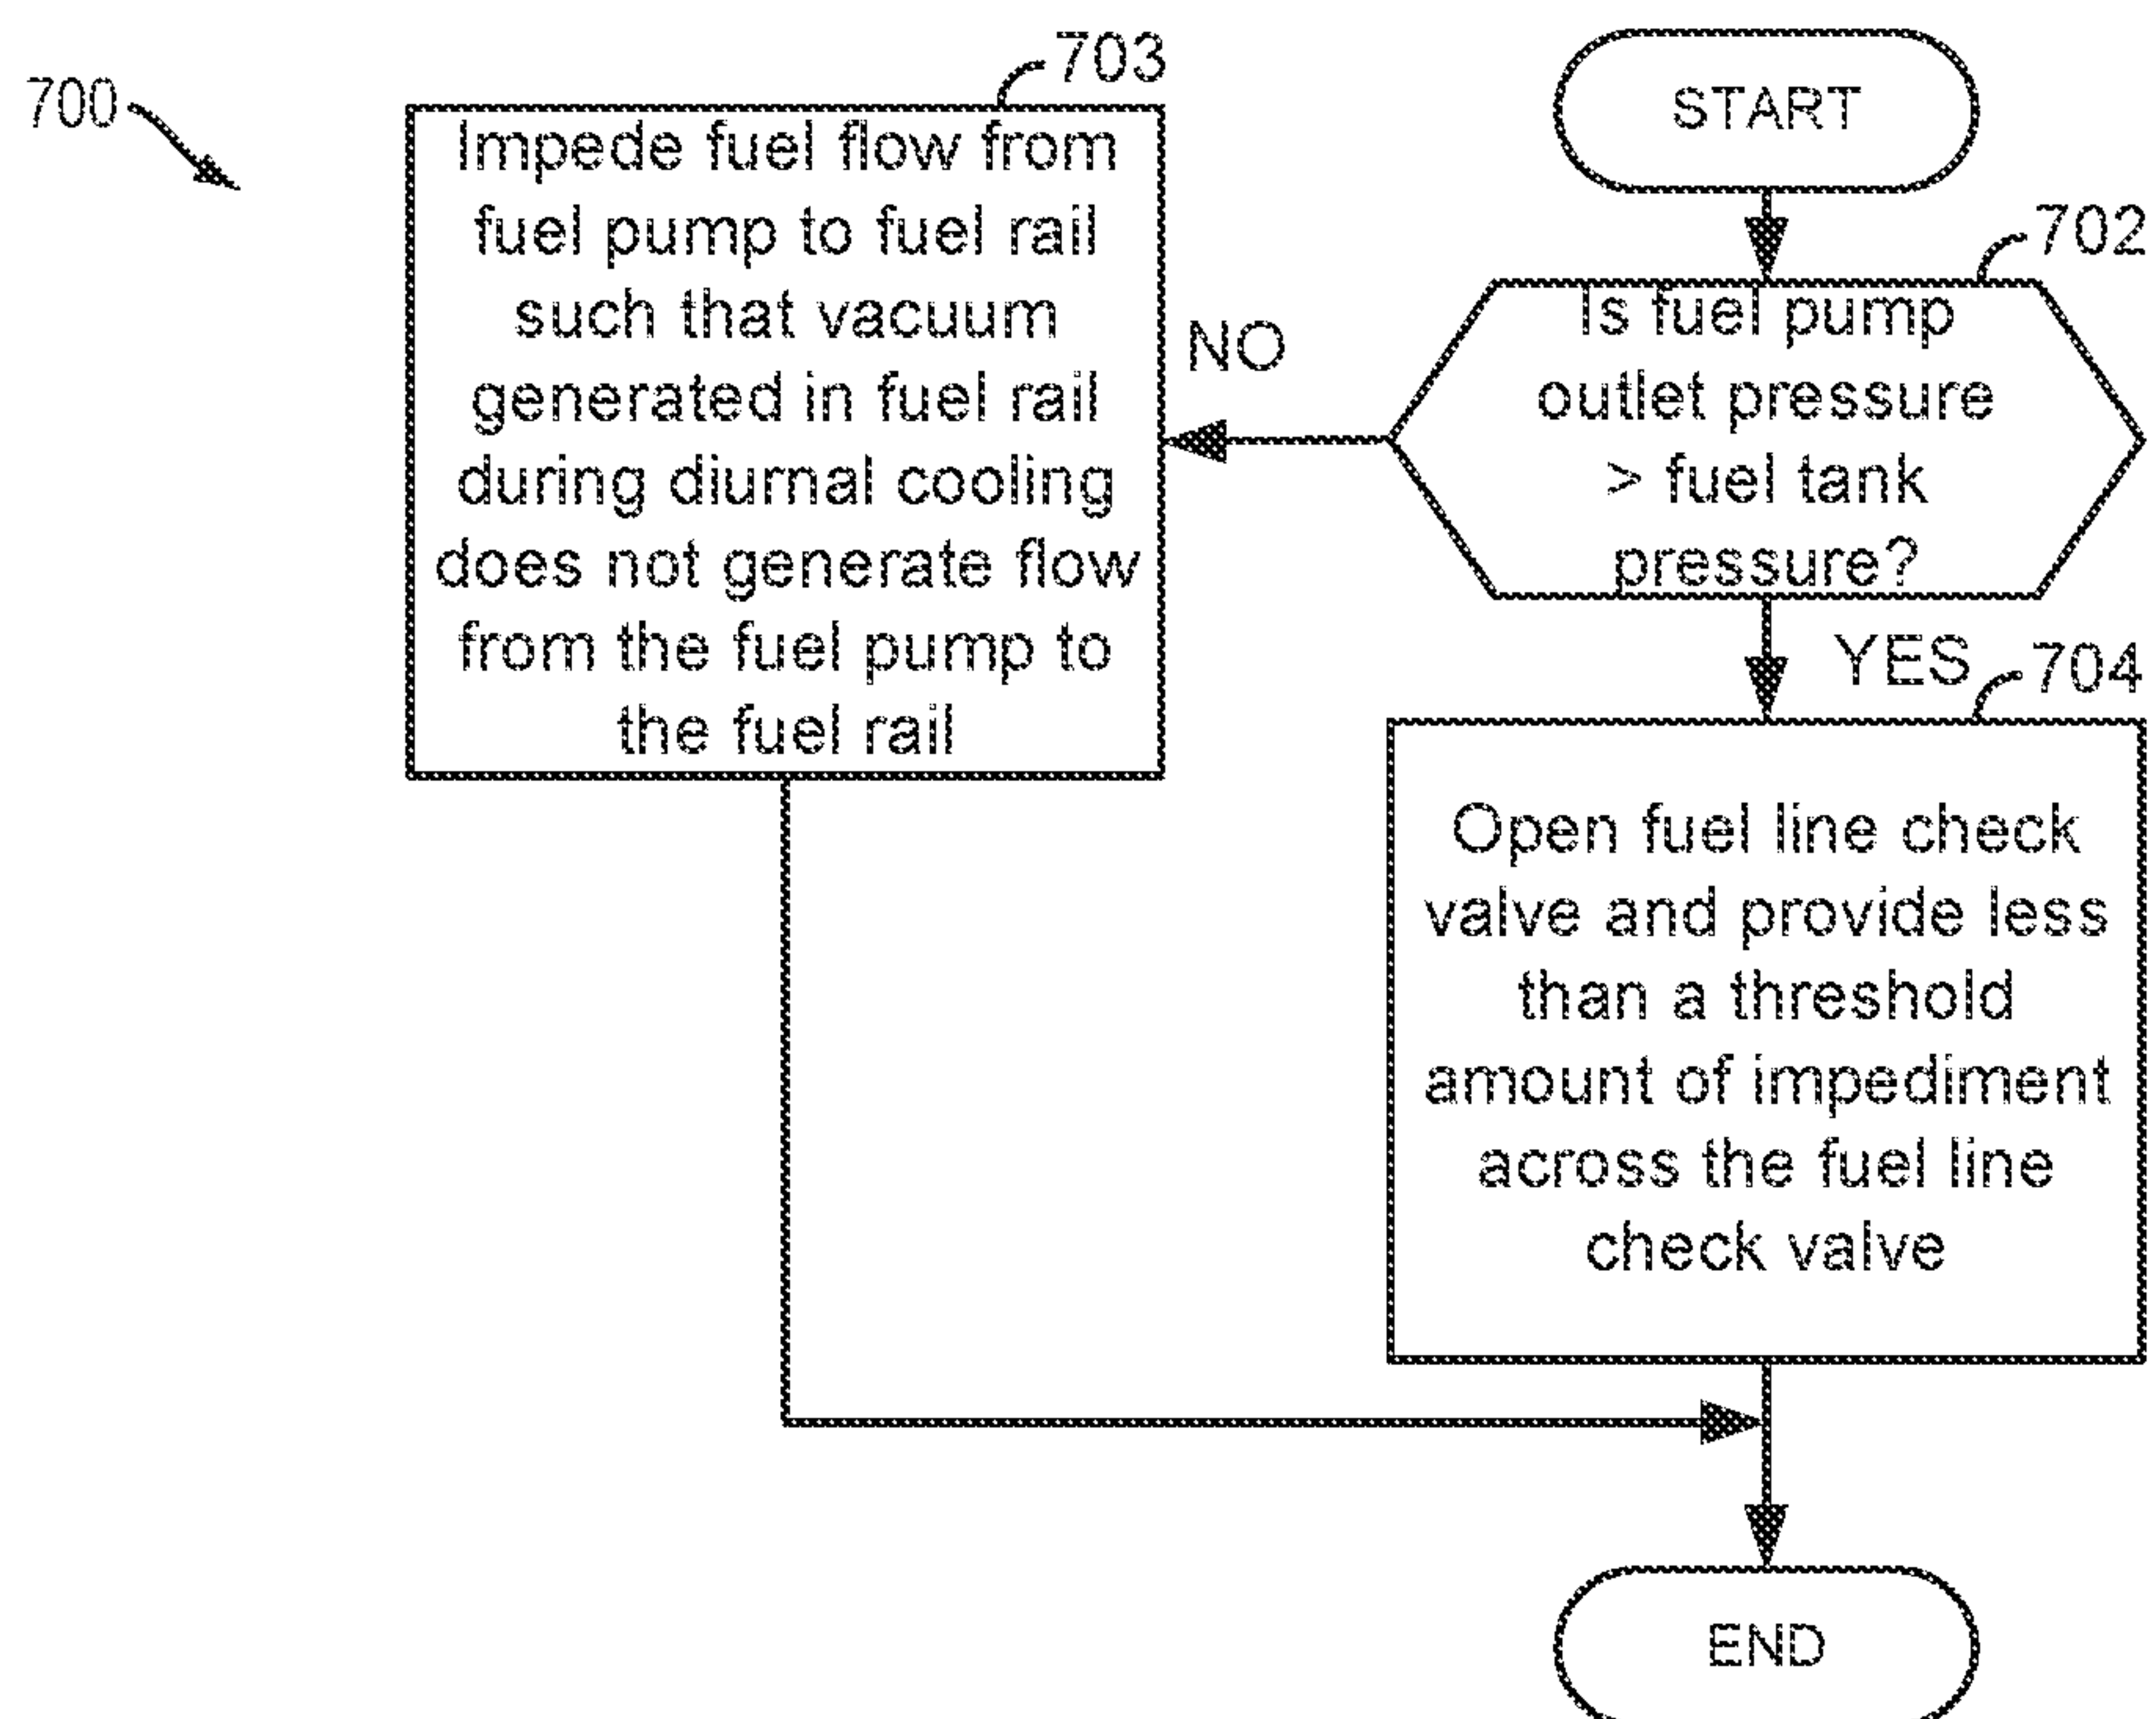 700
703
Impede fuel flow from
fuel pump to fuel rail
such that vacuum
generated in fuel rail
during diurnal cooling
does not generate flow
from the fuel pump to
the fuel rail
START
702
Is fuel pump
outlet pressure
> fuel tank
pressure?
NO
YES
704
Open fuel line check
valve and provide less
than a threshold
amount of impediment
across the fuel line
check valve
END